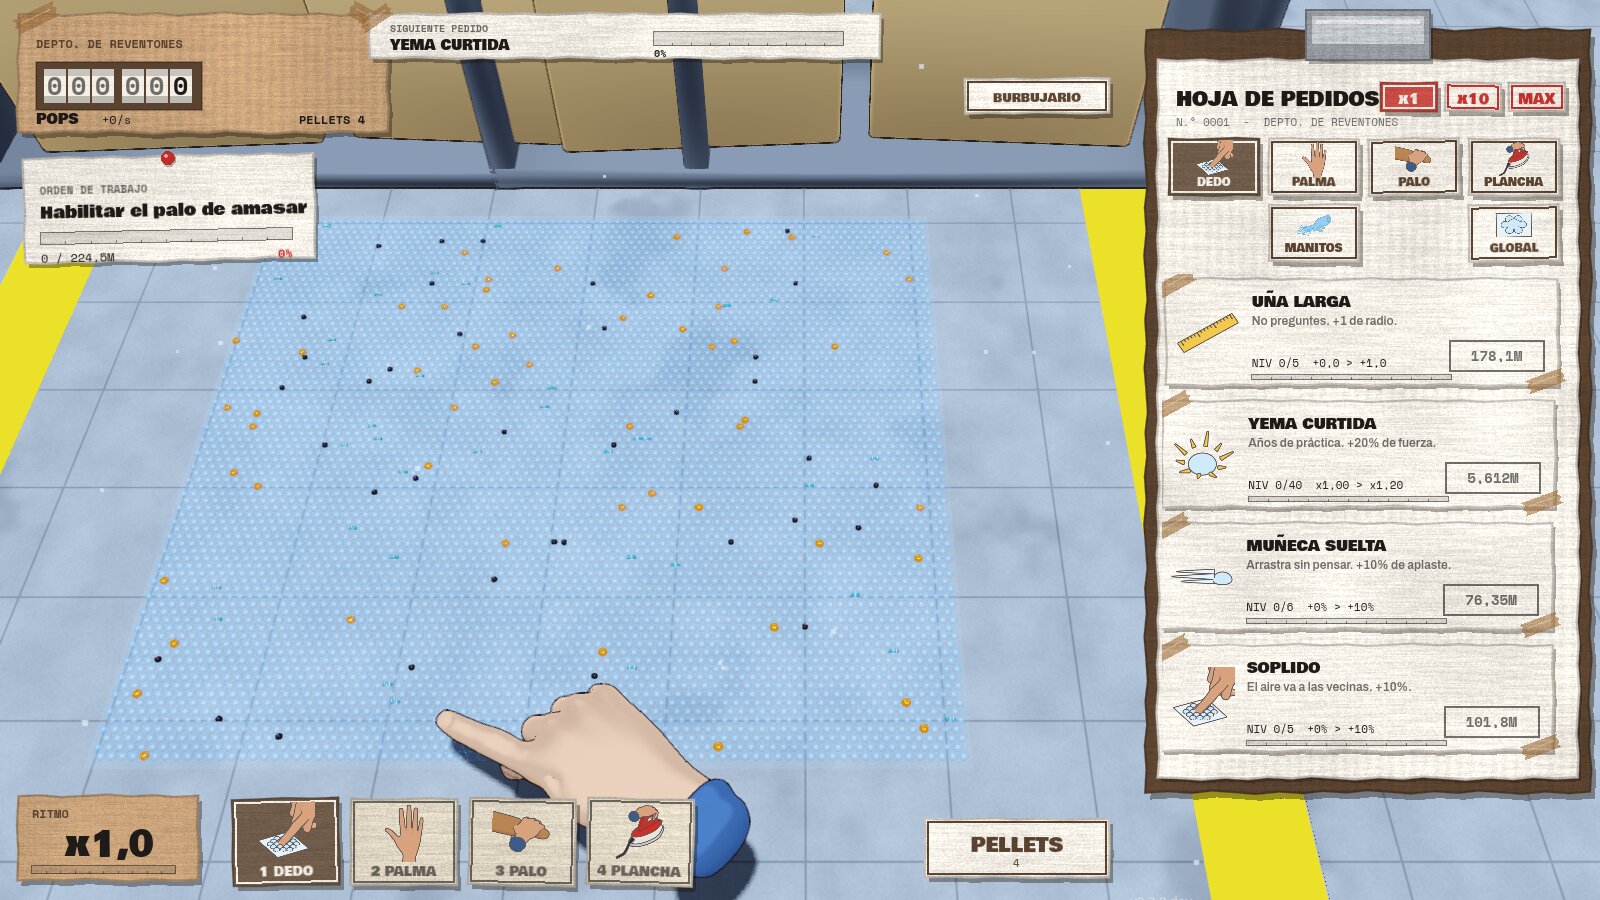 DEPTO. DE REVENTONES
000000
POPS +0/s PELLETS 4
SIGUIENTE PEDIDO
YEMA CURTIDA
0%
BURBUJARIO
ORDEN DE TRABAJO
Habilitar el palo de amasar
0 / 224,5M 0%
HOJA DE PEDIDOS x1 x10 MAX
N.° 0001 - DEPTO. DE REVENTONES
DEDO PALMA PALO PLANCHA
MANITOS GLOBAL
UÑA LARGA
No preguntes. +1 de radio.
NIV 0/5 +0,0 > +1,0 178,1M
YEMA CURTIDA
Años de práctica. +20% de fuerza.
NIV 0/40 x1,00 > x1,20 5,612M
MUÑECA SUELTA
Arrastra sin pensar. +10% de aplaste.
NIV 0/6 +0% > +10% 76,35M
SOPLIDO
El aire va a las vecinas. +10%.
NIV 0/5 +0% > +10% 101,8M
RITMO
x1,0
1 DEDO 2 PALMA 3 PALO 4 PLANCHA
PELLETS
4